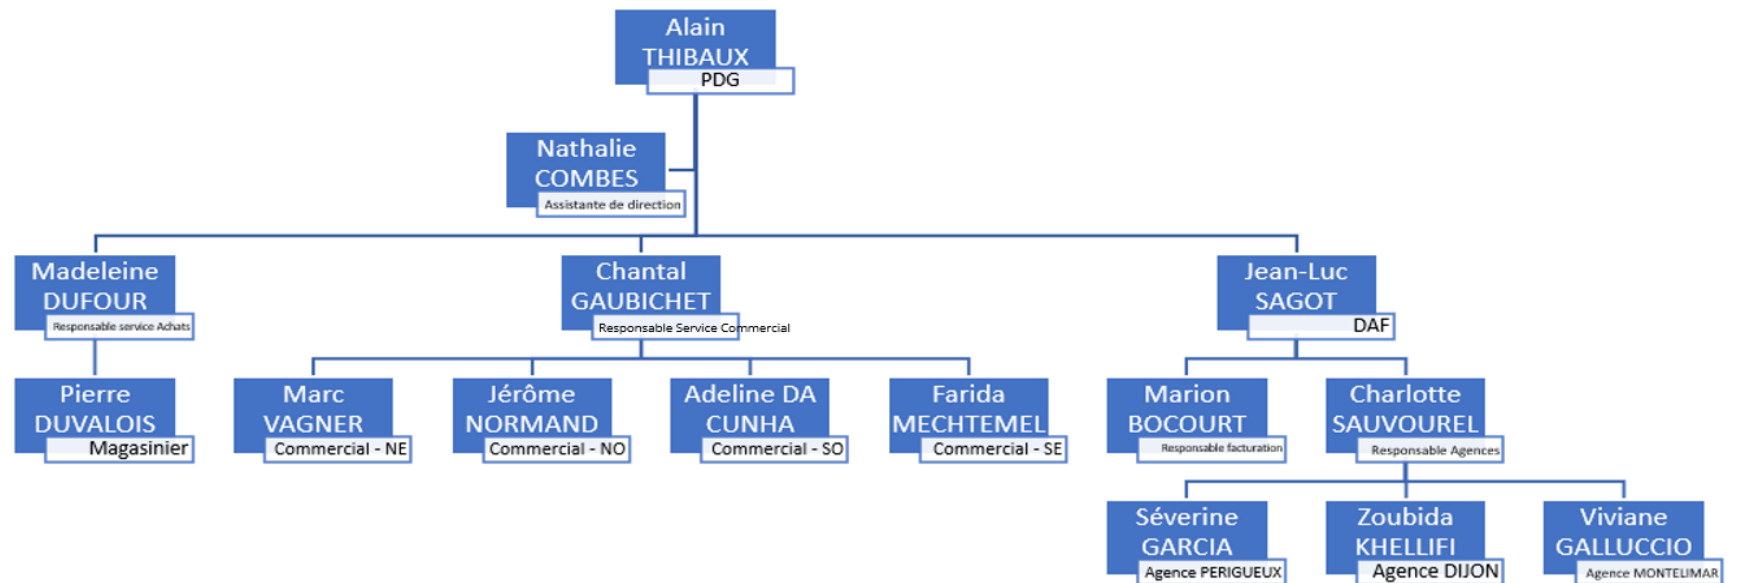 Alain
THIBAUX
PDG
Nathalie
COMBES
Assistante de direction
Madeleine
DUFOUR
Responsable service Achats
Chantal
GAUBICHET
Responsable Service Commercial
Jean-Luc
SAGOT
DAF
Pierre
DUVALOIS
Magasinier
Marc
VAGNER
Commercial - NE
Jérôme
NORMAND
Commercial - NO
Adeline DA
CUNHA
Commercial - SO
Farida
MECHTEMEL
Commercial - SE
Marion
BOCOURT
Responsable facturation
Charlotte
SAUVOUREL
Responsable Agences
Séverine
GARCIA
Agence PERIGUEUX
Zoubida
KHELLIFI
Agence DIJON
Viviane
GALLUCCIO
Agence MONTELIMAR